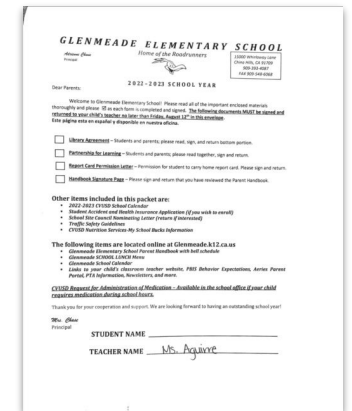 GLENMEADE ELEMENTARY SCHOOL
Home of the Roadrunners
Principal
15000 Whirlaway Lane
Chino Hills, CA 91709
2022-2023 SCHOOL YEAR
Dear Parents:
Welcome to Glenmeade Elementary School! Please read all of the important enclosed materials
thoroughly and please ☑ as each form is completed and signed. The following documents MUST be signed and
returned to your child's teacher no later than Friday, August 12th in this envelope.
Este página esta en español y disponible en nuestra oficina.
Library Agreement – Students and parents; please read, sign, and return bottom portion.
Partnership for Learning – Students and parents; please read together, sign and return.
Report Card Permission Letter – Permission for student to carry home report card. Please sign and return.
Handbook Signature Page – Please sign and return that you have reviewed the Parent Handbook.
Other items included in this packet are:
• 2022-2023 CVUSD School Calendar
• Student Accident and Health Insurance Application (if you wish to enroll)
• School Site Council Nominating Letter (return if interested)
• Traffic Safety Guidelines
• CVUSD Nutrition Services-My School Bucks Information
The following items are located online at Glenmeade.k12.ca.us
• Glenmeade Elementary School Parent Handbook with bell schedule
• Glenmeade SCHOOL LUNCH Menu
• Glenmeade School Calendar
• Links to your child's classroom teacher website, PBIS Behavior Expectations, Aeries Parent
Portal, PTA Information, Newsletters, and more.
CVUSD Request for Administration of Medication – Available in the school office if your child
requires medication during school hours.
Thank you for your cooperation and support. We are looking forward to having an outstanding school year!
Mrs. Chase
Principal
STUDENT NAME
TEACHER NAME Ms. Aguirre